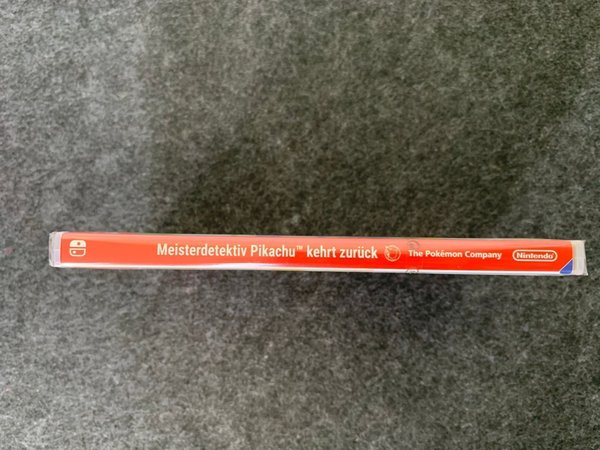 Meisterdetektiv Pikachu™ kehrt zurück The Pokémon Company Nintendo